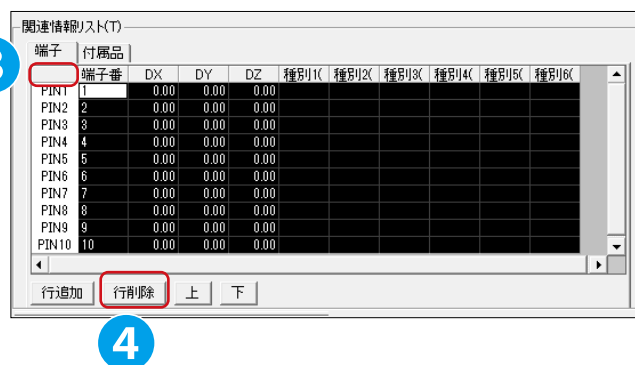 関連情報リスト(T)
端子 付属品
3
端子番 DX DY DZ 種別1( 種別2( 種別3( 種別4( 種別5( 種別6(
PIN1 1 0.00 0.00 0.00
PIN2 2 0.00 0.00 0.00
PIN3 3 0.00 0.00 0.00
PIN4 4 0.00 0.00 0.00
PIN5 5 0.00 0.00 0.00
PIN6 6 0.00 0.00 0.00
PIN7 7 0.00 0.00 0.00
PIN8 8 0.00 0.00 0.00
PIN9 9 0.00 0.00 0.00
PIN10 10 0.00 0.00 0.00
行追加 行削除 上 下
4